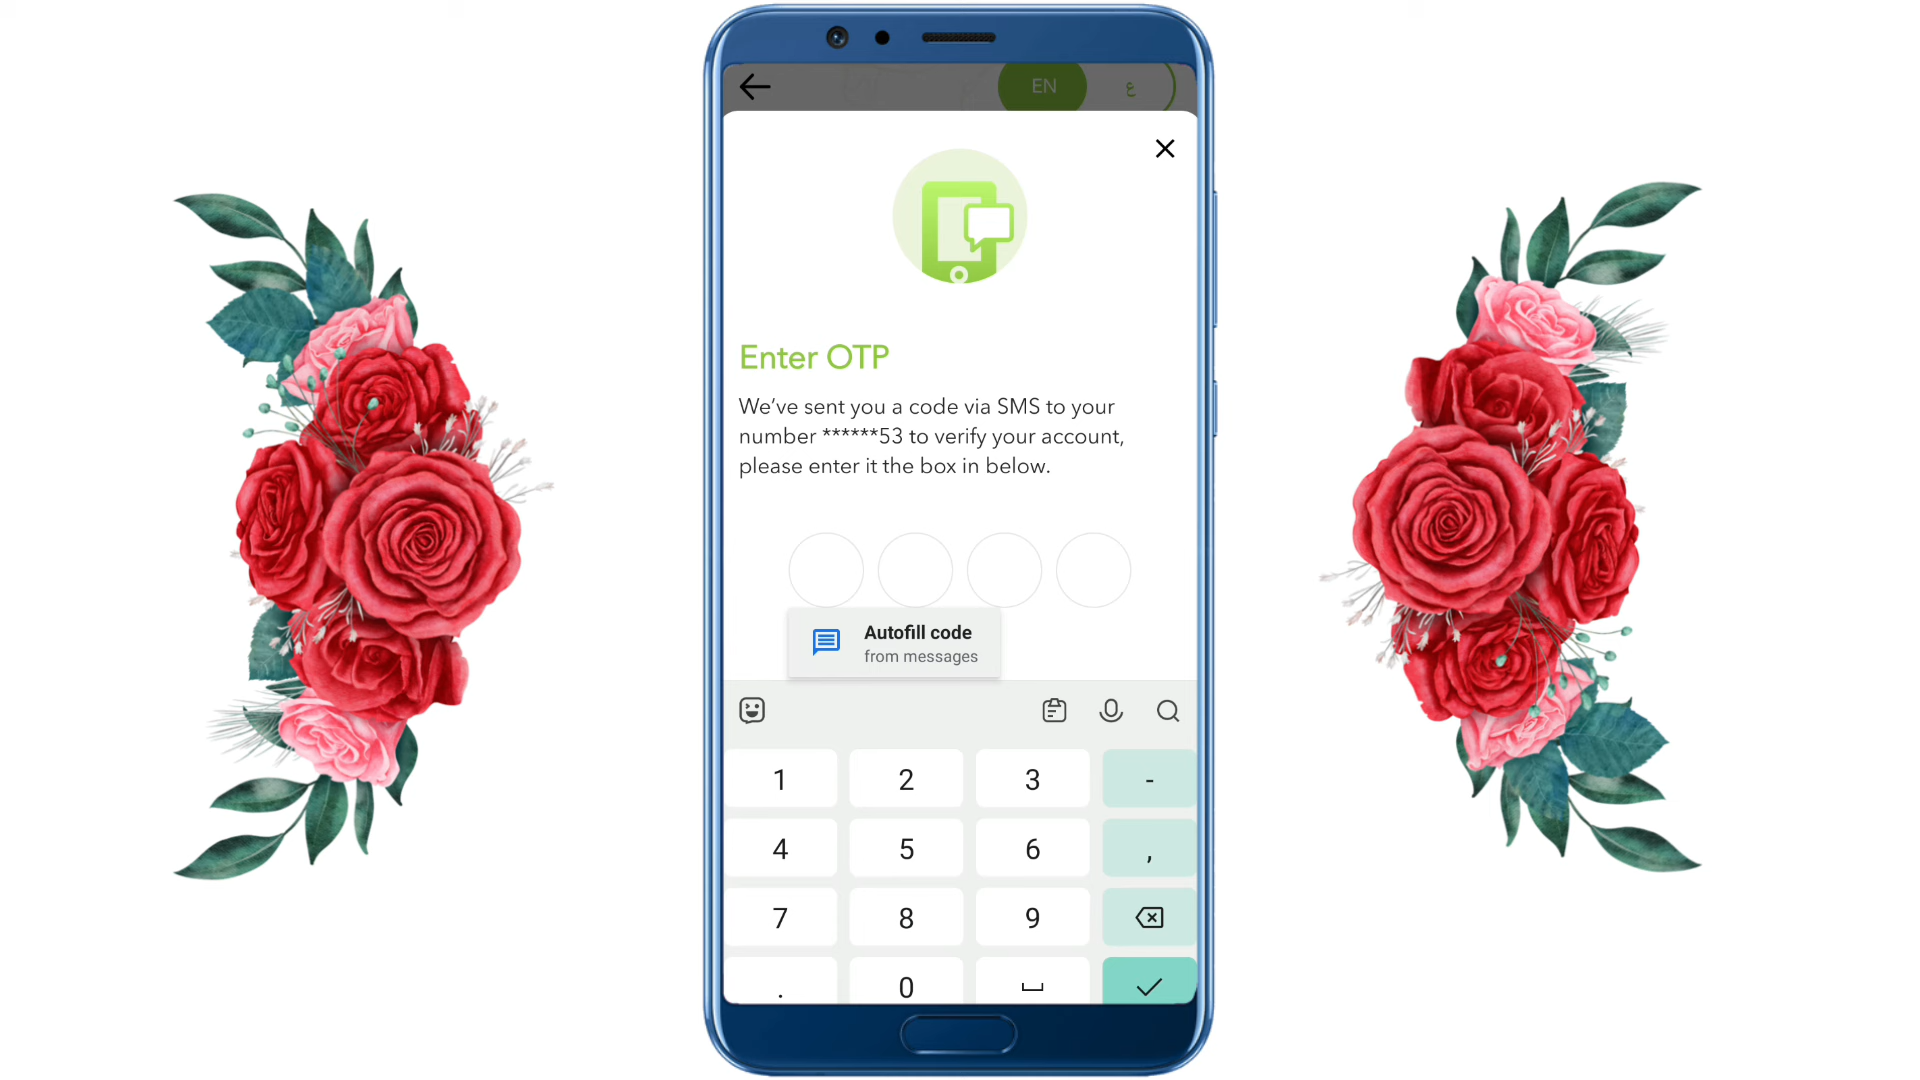 EN ع
Enter OTP
We've sent you a code via SMS to your
number ******53 to verify your account,
please enter it the box in below.
Autofill code
from messages
1 2 3 -
4 5 6 ,
7 8 9
. 0